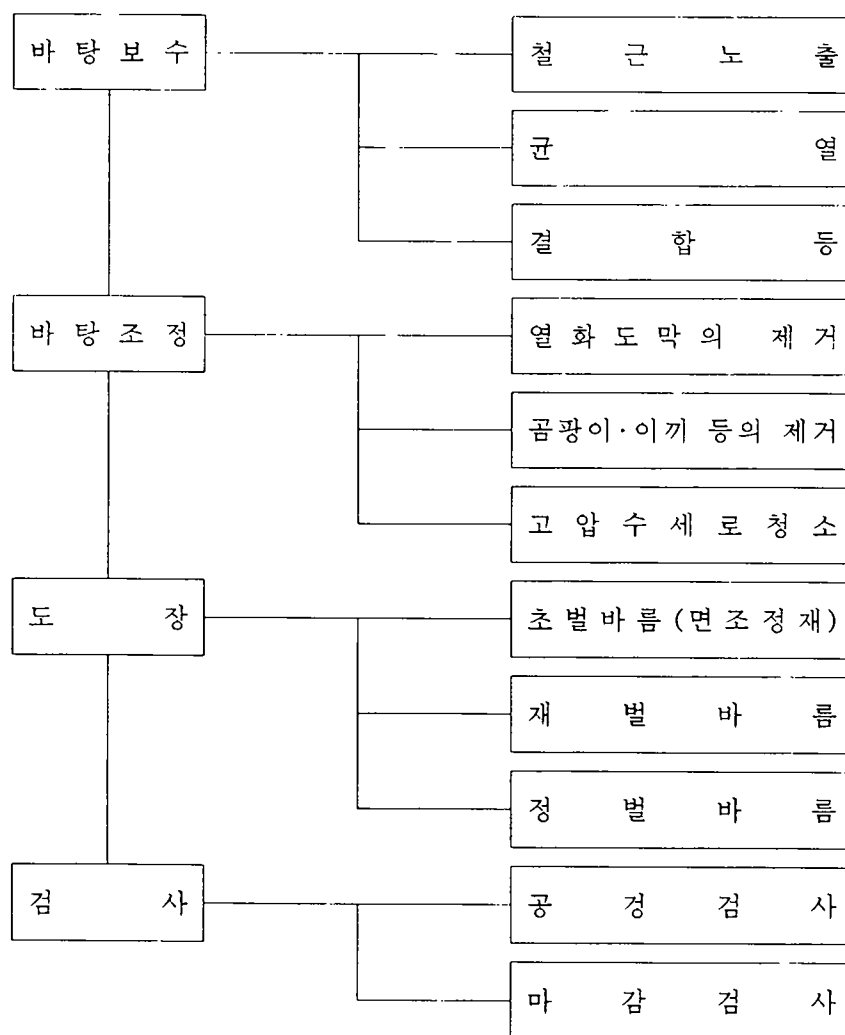 바탕보수
철근노출
균열
결합등
바탕조정
열화도막의 제거
곰팡이·이끼 등의 제거
고압수세로청소
도장
초벌바름(면조정재)
재벌바름
정벌바름
검사
공정검사
마감검사